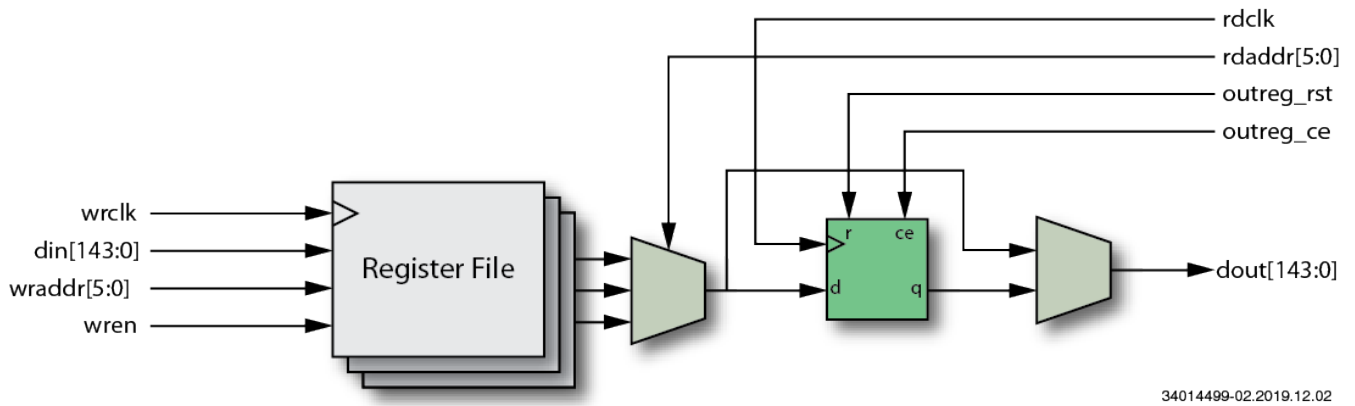 rdclk
rdaddr[5:0]
outreg_rst
outreg_ce
wrclk
din[143:0]
wraddr[5:0]
wren
Register File
r ce
d q
dout[143:0]
34014499-02.2019.12.02